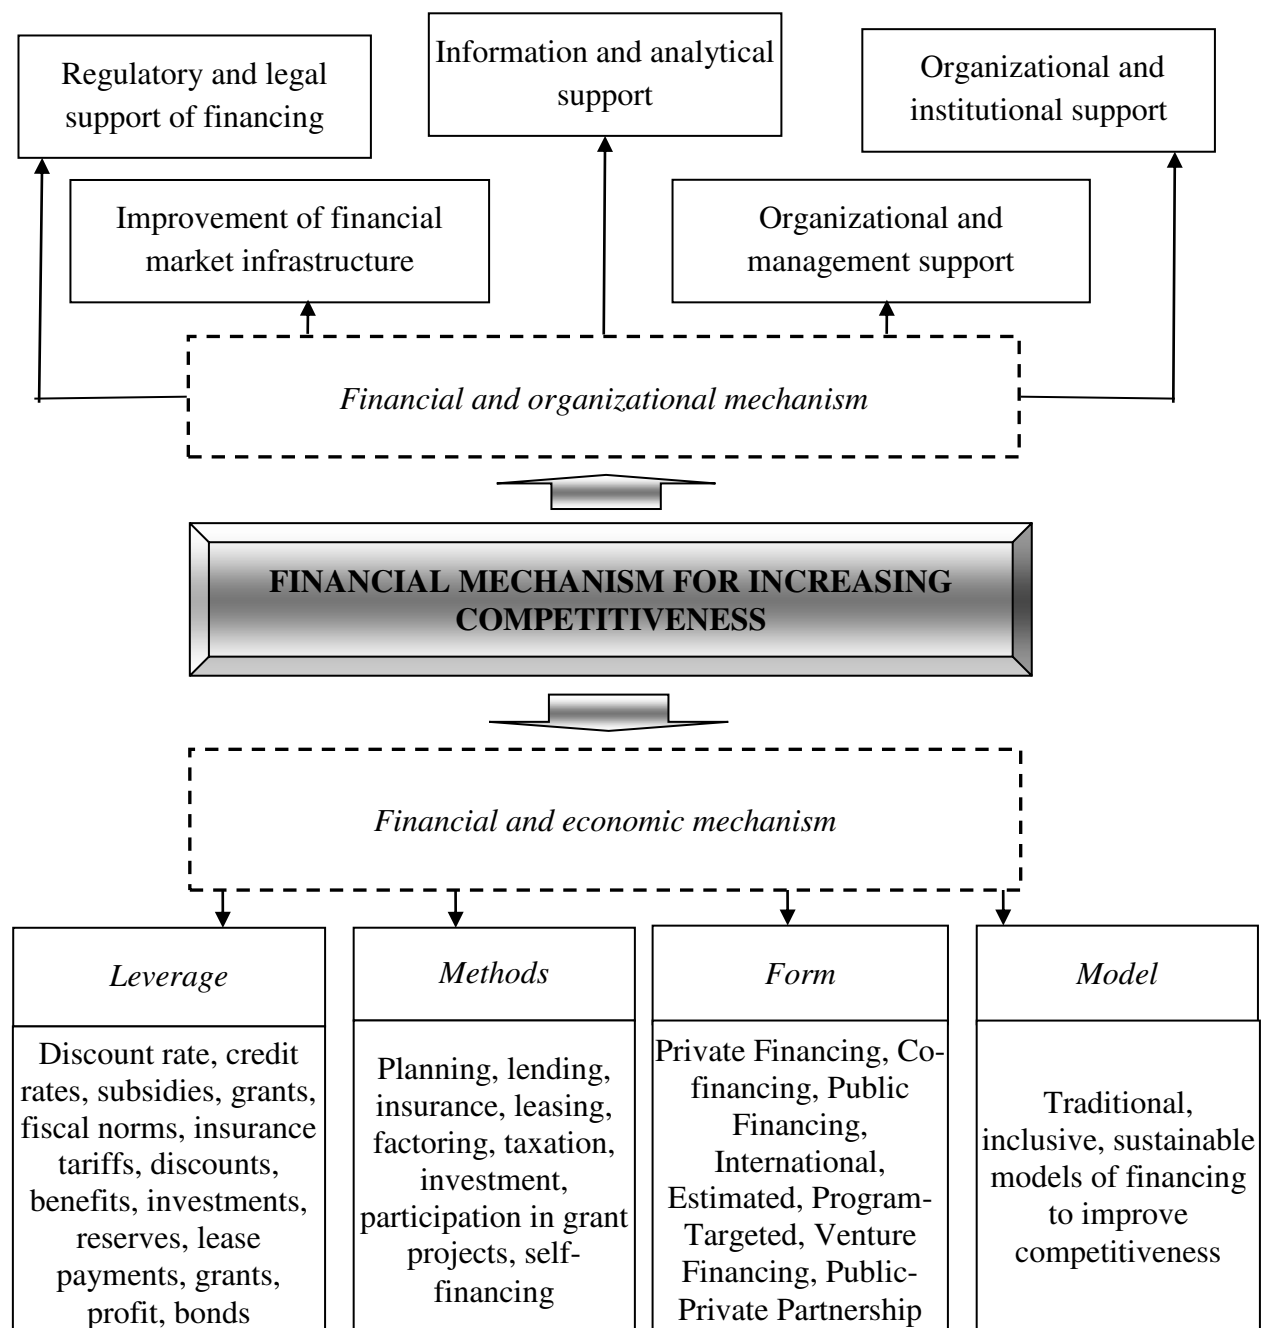 Regulatory and legal
support of financing
Information and analytical
support
Organizational and
institutional support
Improvement of financial
market infrastructure
Organizational and
management support
Financial and organizational mechanism
FINANCIAL MECHANISM FOR INCREASING
COMPETITIVENESS
Financial and economic mechanism
Leverage
Discount rate, credit
rates, subsidies, grants,
fiscal norms, insurance
tariffs, discounts,
benefits, investments,
reserves, lease
payments, grants,
profit, bonds
Methods
Planning, lending,
insurance, leasing,
factoring, taxation,
investment,
participation in grant
projects, self-
financing
Form
Private Financing, Co-
financing, Public
Financing,
International,
Estimated, Program-
Targeted, Venture
Financing, Public-
Private Partnership
Model
Traditional,
inclusive, sustainable
models of financing
to improve
competitiveness